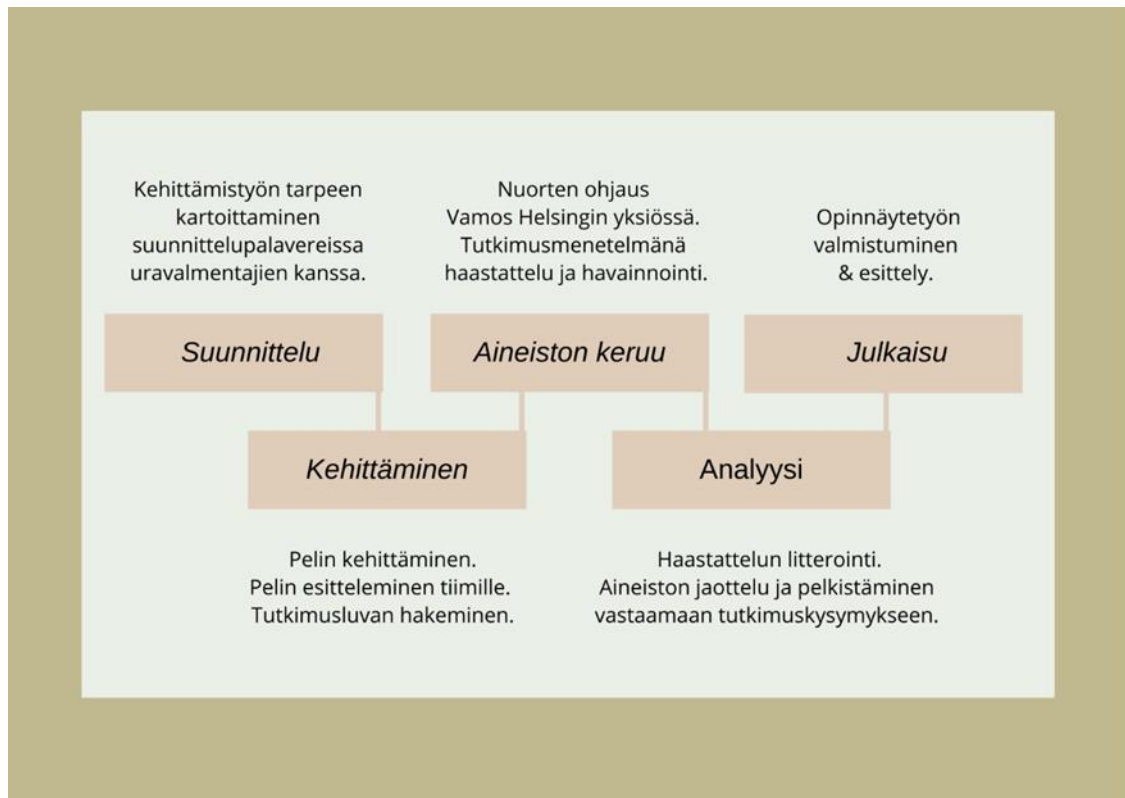 Kehittämistyön tarpeen
kartoittaminen
suunnittelupalavereissa
uravalmentajien kanssa.
Suunnittelu
Kehittäminen
Pelin kehittäminen.
Pelin esitteleminen tiimille.
Tutkimusluvan hakeminen.
Nuorten ohjaus
Vamos Helsingin yksiössä.
Tutkimusmenetelmänä
haastattelu ja havainnointi.
Aineiston keruu
Analyysi
Haastattelun litterointi.
Aineiston jaottelu ja pelkistäminen
vastaamaan tutkimuskysymykseen.
Opinnäytetyön
valmistuminen
& esittely.
Julkaisu